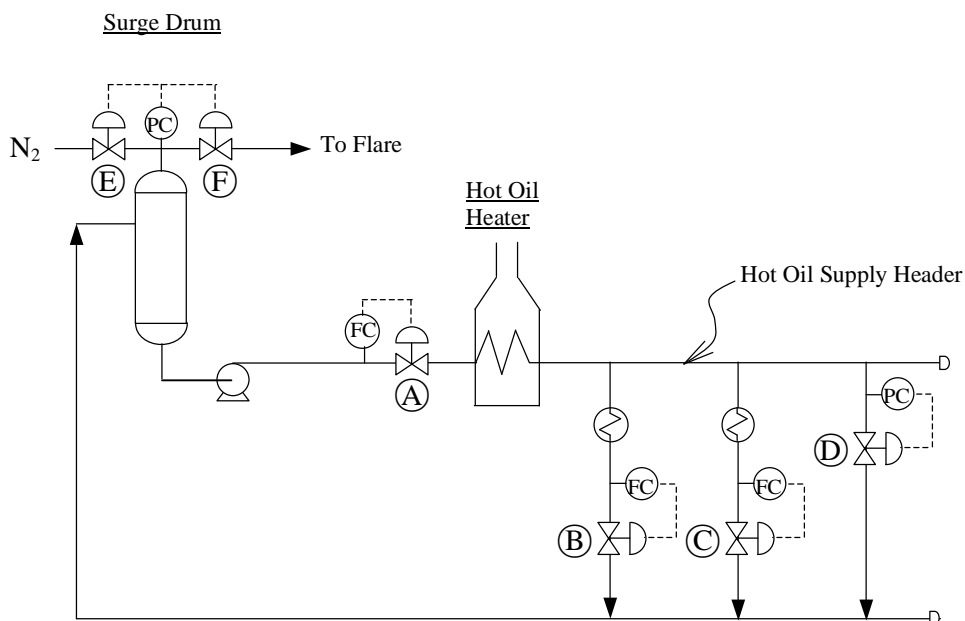 Surge Drum
PC
N2
To Flare
E
F
Hot Oil
Heater
Hot Oil Supply Header
FC
A
PC
D
FC
FC
B
C